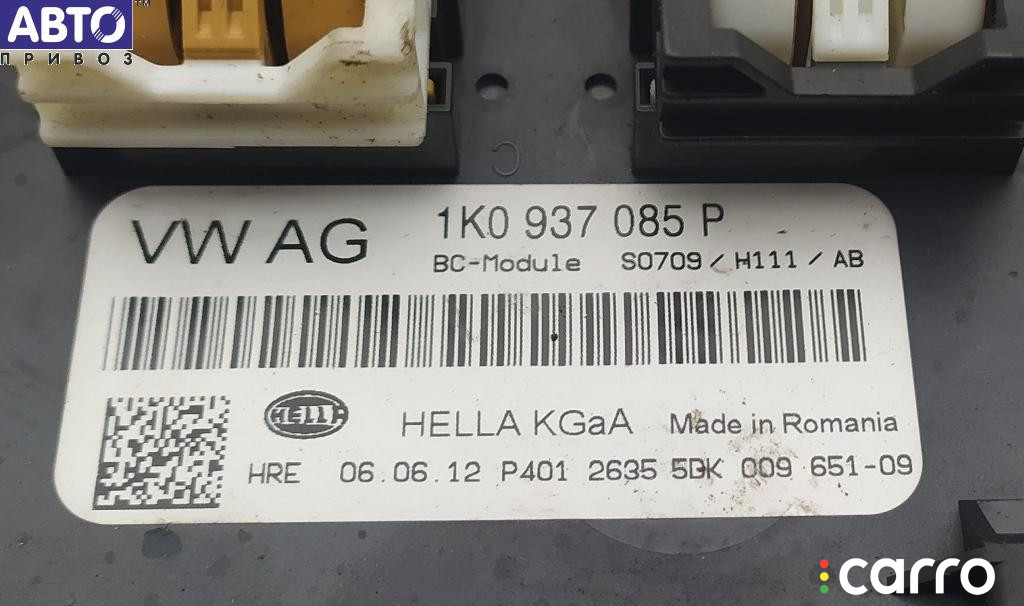 АВТО™
ПРИВОЗ
C
VW AG
1K0 937 085 P
BC-Module S0709 / H111 / AB
HELLA
HELLA KGaA Made in Romania
HRE 06.06.12 P401 2635 5DK 009 651-09
carro